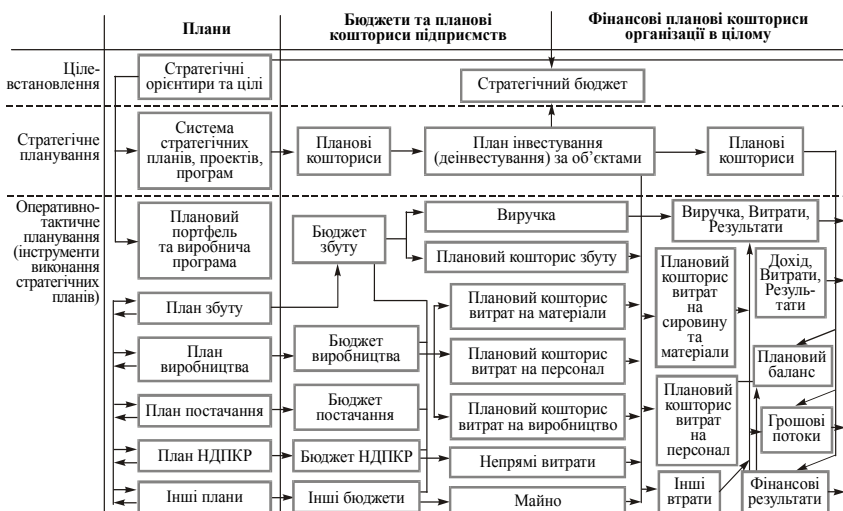 Плани
Бюджети та планові
кошториси підприємств
Фінансові планові кошториси
організації в цілому
Ціле-
встановлення
Стратегічні
орієнтири та цілі
Стратегічний бюджет
Стратегічне
планування
Система
стратегічних
планів, проектів,
програм
Планові
кошториси
План інвестування
(деінвестування) за об’єктами
Планові
кошториси
Оперативно-
тактичне
планування
(інструменти
виконання
стратегічних
планів)
Плановий
портфель
та виробнича
програма
Бюджет
збуту
Виручка
Плановий кошторис збуту
Виручка, Витрати,
Результати
Плановий
кошторис
витрат
на
сировину
та
матеріали
Дохід,
Витрати,
Резуль-
тати
План збуту
Плановий кошторис
витрат на матеріали
План
виробництва
Бюджет
виробництва
Плановий кошторис
витрат на персонал
Плановий
баланс
План постачання
Бюджет
постачання
Плановий кошторис
витрат на виробництво
Плановий
кошторис
витрат
на
персонал
Грошові
потоки
План НДПКР
Бюджет НДПКР
Непрямі витрати
Інші плани
Інші бюджети
Майно
Інші
втрати
Фінансові
результати